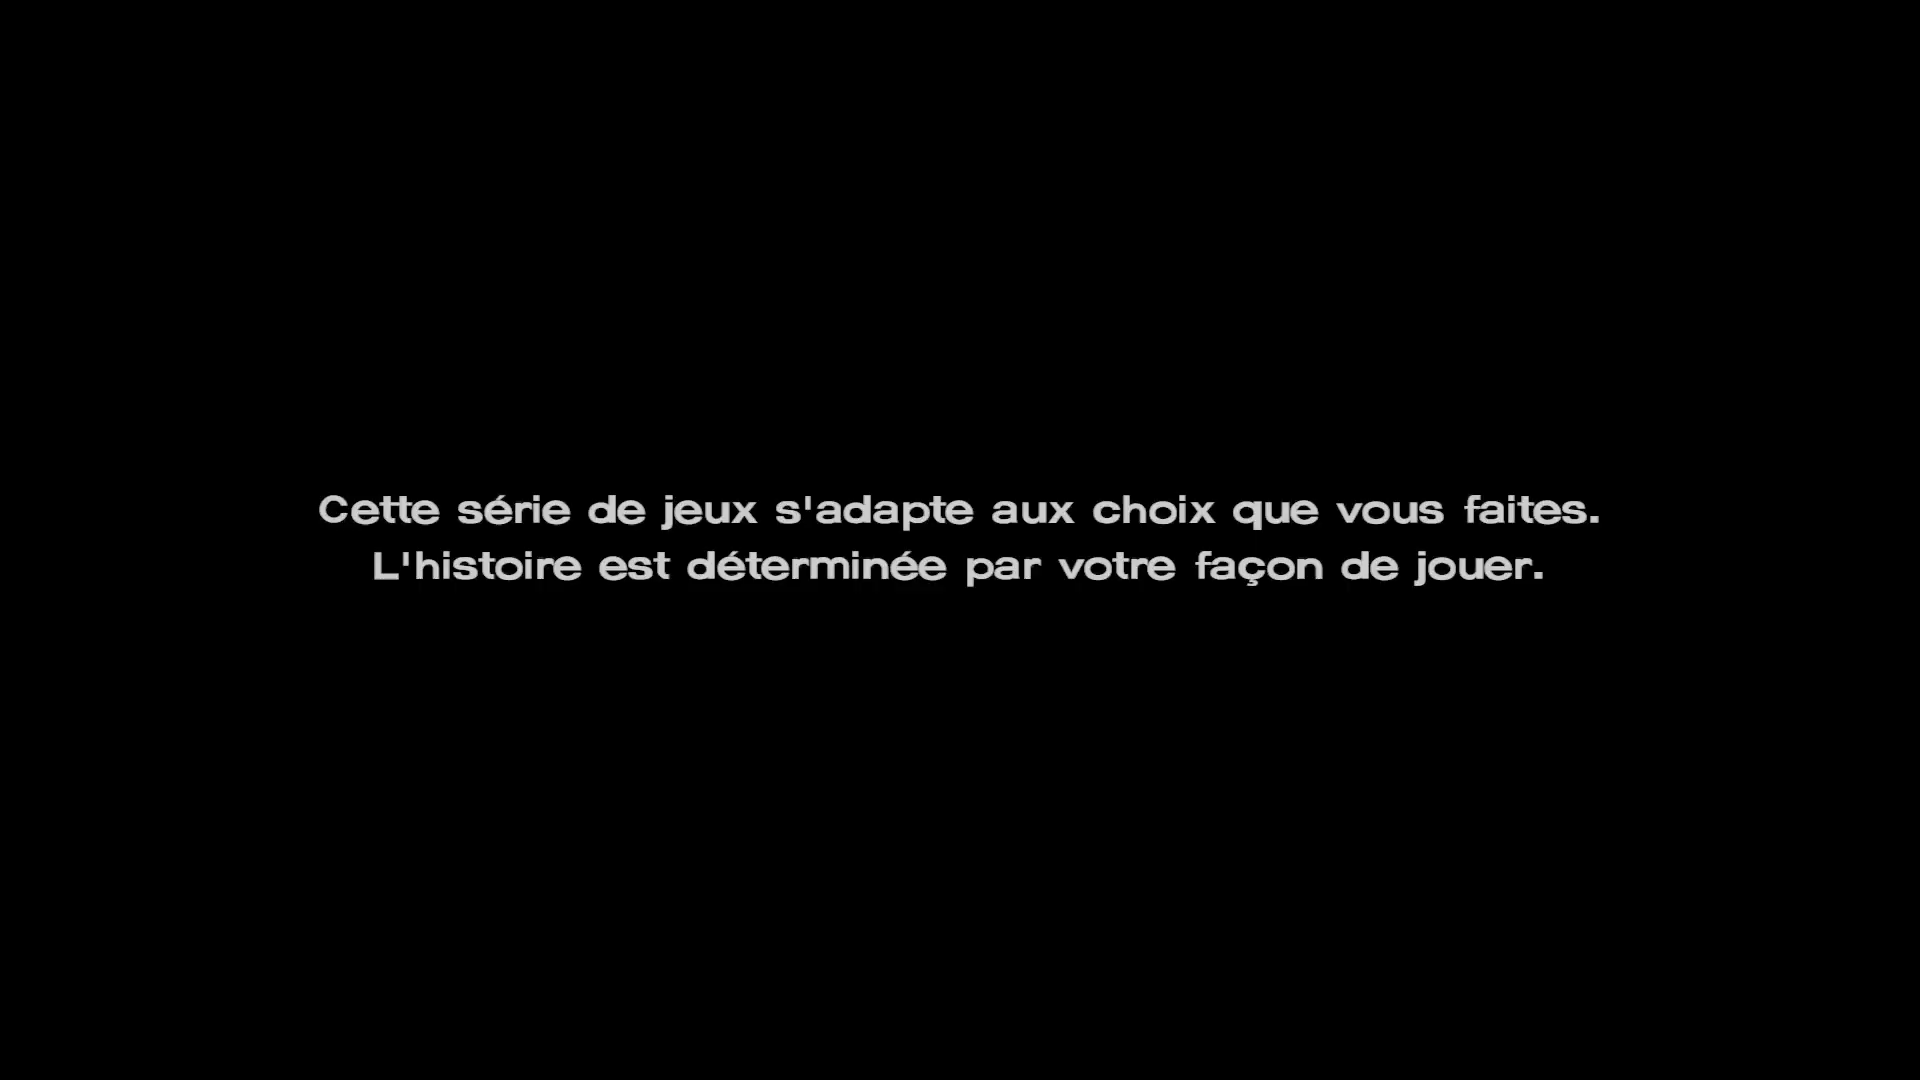 Cette série de jeux s'adapte aux choix que vous faites.
L'histoire est déterminée par votre façon de jouer.